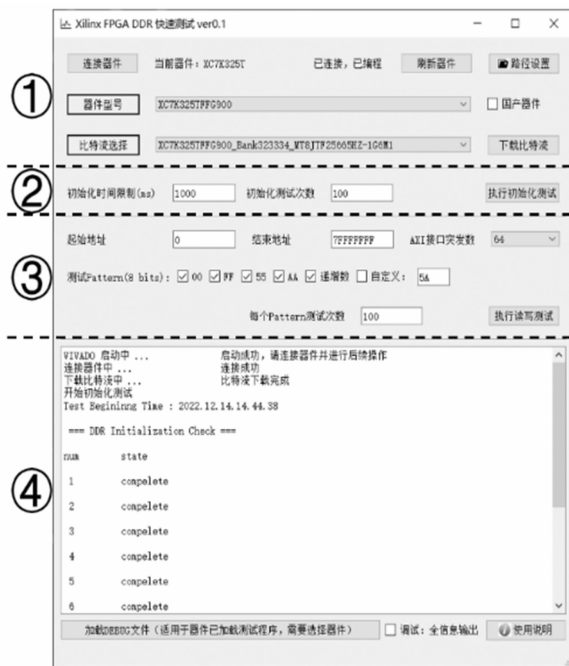 Xilinx FPGA DDR 快速测试 ver0.1
①
连接器件 当前器件：XC7K325T 已连接，已编程 刷新器件 路径设置
器件型号 XC7K325TFFG900 国产器件
比特流选择 XC7K325TFFG900_Bank323334_MT8JTF25665HZ-1G6M1 下载比特流
②
初始化时间限制(ms) 1000 初始化测试次数 100 执行初始化测试
③
起始地址 0 结束地址 7FFFFFFF AXI接口突发数 64
测试Pattern(8 bits)： 00 FF 55 AA 递增数 自定义： 5A
每个Pattern测试次数 100 执行读写测试
④
VIVADO 启动中 ... 启动成功，请连接器件并进行后续操作
连接器件中 ... 连接成功
下载比特流中 ... 比特流下载完成
开始初始化测试
Test Begininng Time : 2022.12.14.14.44.38
=== DDR Initialization Check ===
num state
1 compelete
2 compelete
3 compelete
4 compelete
5 compelete
6 compelete
加载DEBUG文件（适用于器件已加载测试程序，需要选择器件） 调试：全信息输出 使用说明